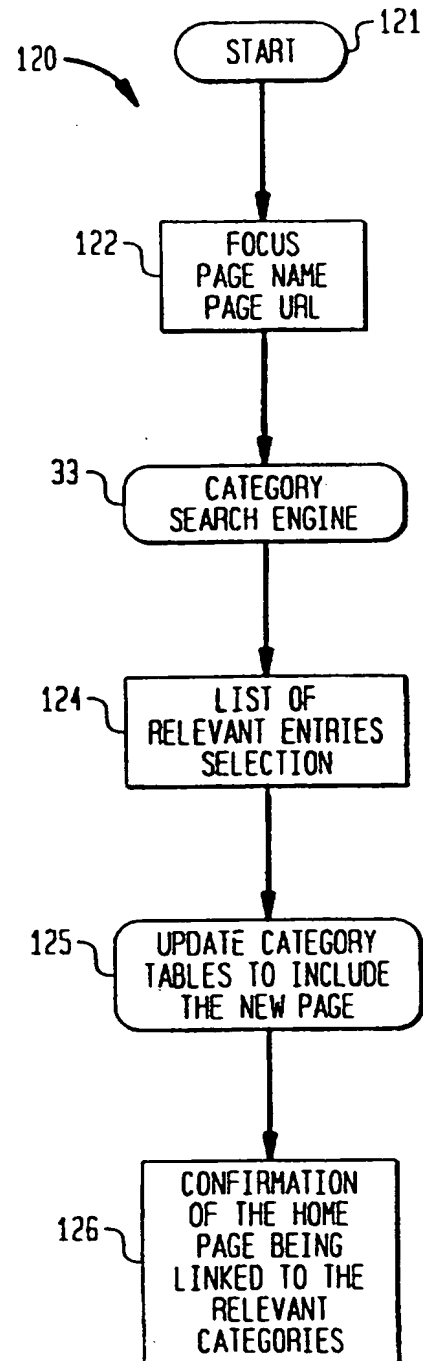 121
START
120
122
FOCUS
PAGE NAME
PAGE URL
33
CATEGORY
SEARCH ENGINE
124
LIST OF
RELEVANT ENTRIES
SELECTION
125
UPDATE CATEGORY
TABLES TO INCLUDE
THE NEW PAGE
126
CONFIRMATION
OF THE HOME
PAGE BEING
LINKED TO THE
RELEVANT
CATEGORIES